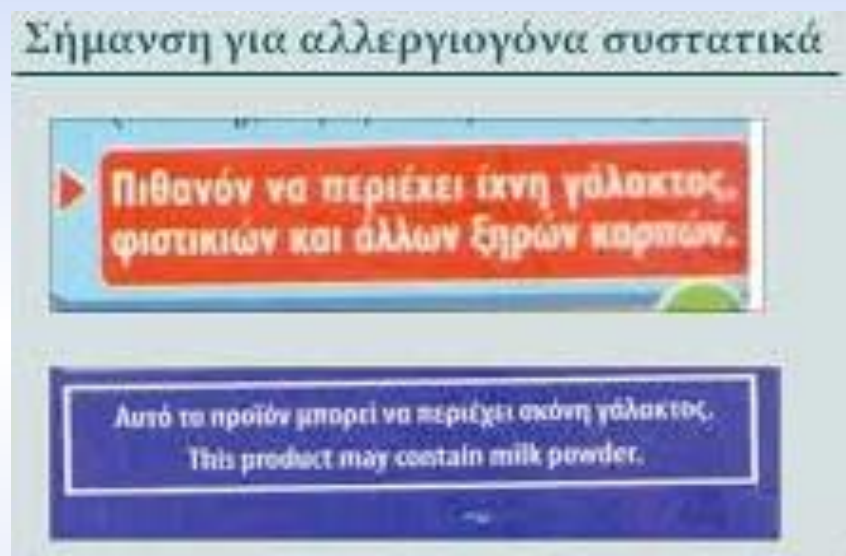 Σήμανση για αλλεργιογόνα συστατικά
Πιθανόν να περιέχει ίχνη γάλακτος,
φιστικιών και άλλων ξηρών καρπών.
Αυτό το προϊόν μπορεί να περιέχει σκόνη γάλακτος.
This product may contain milk powder.